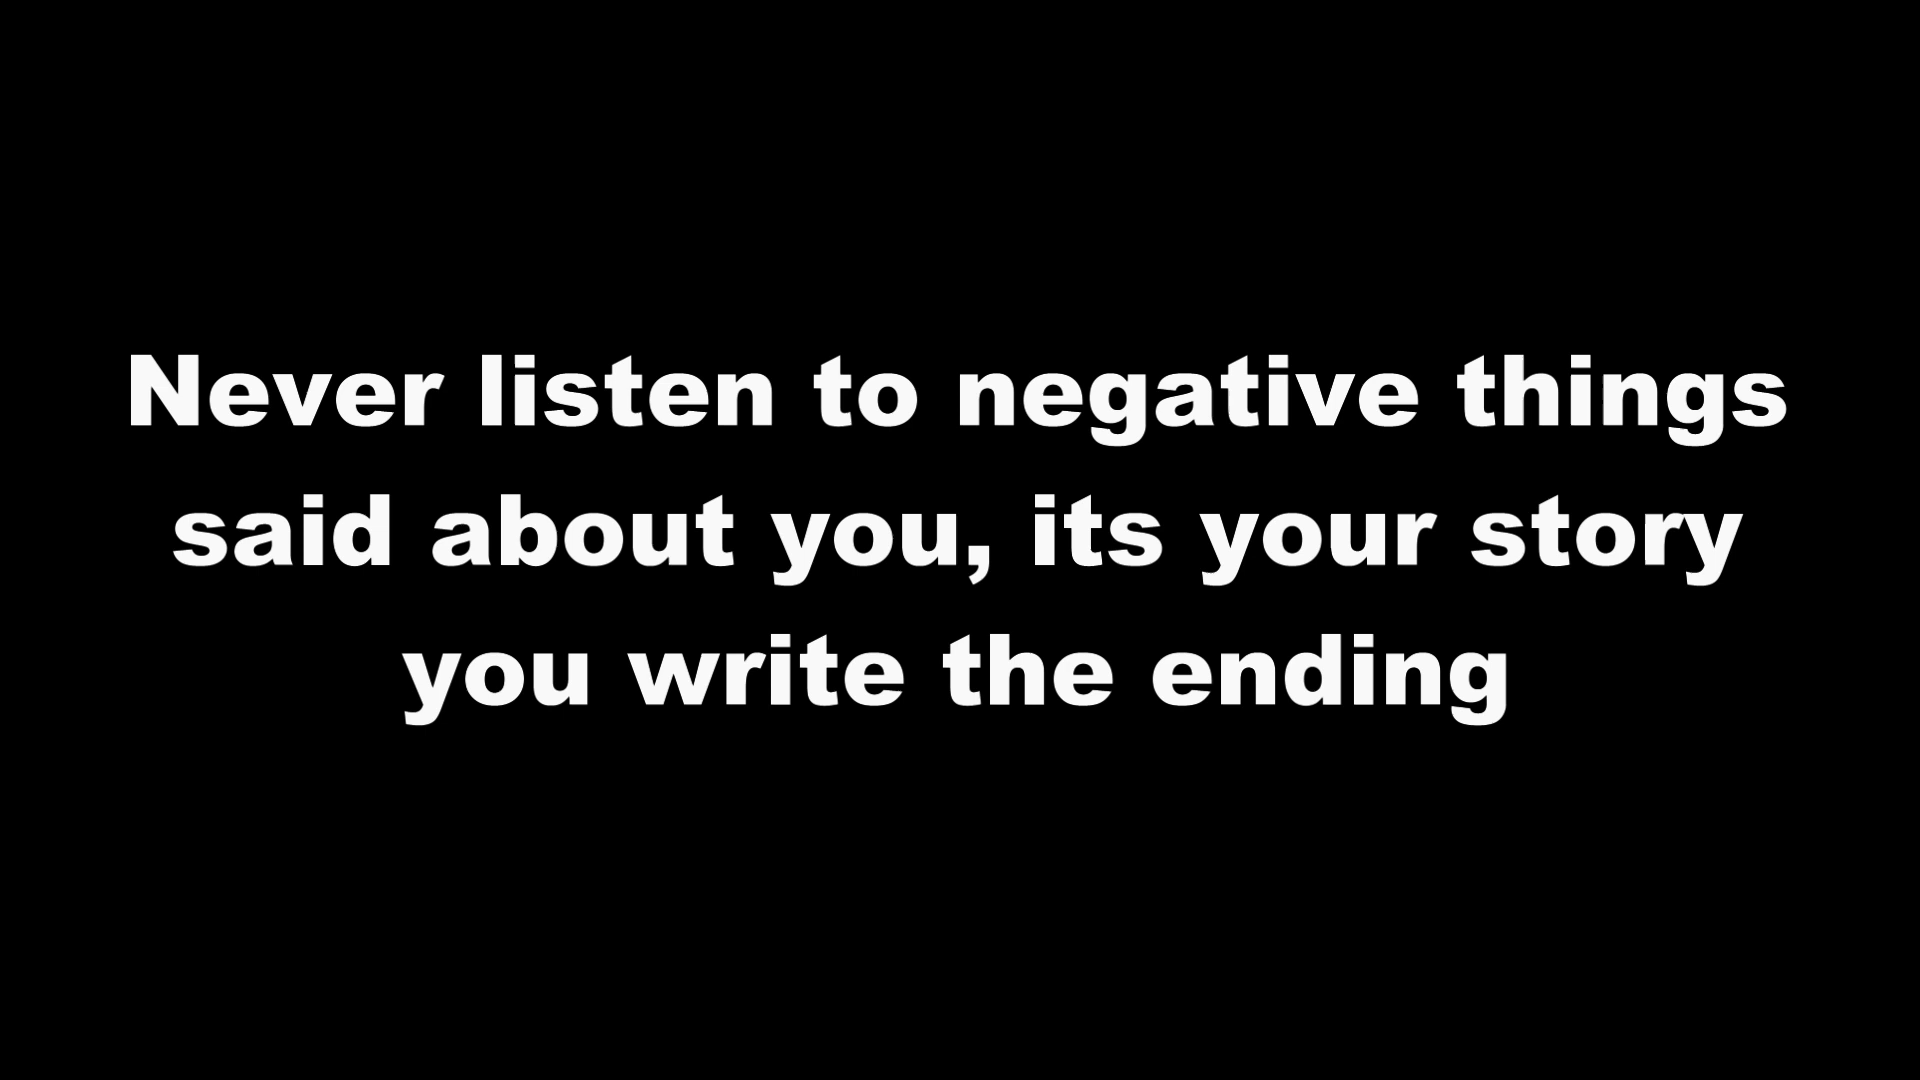 Never listen to negative things
said about you, its your story
you write the ending